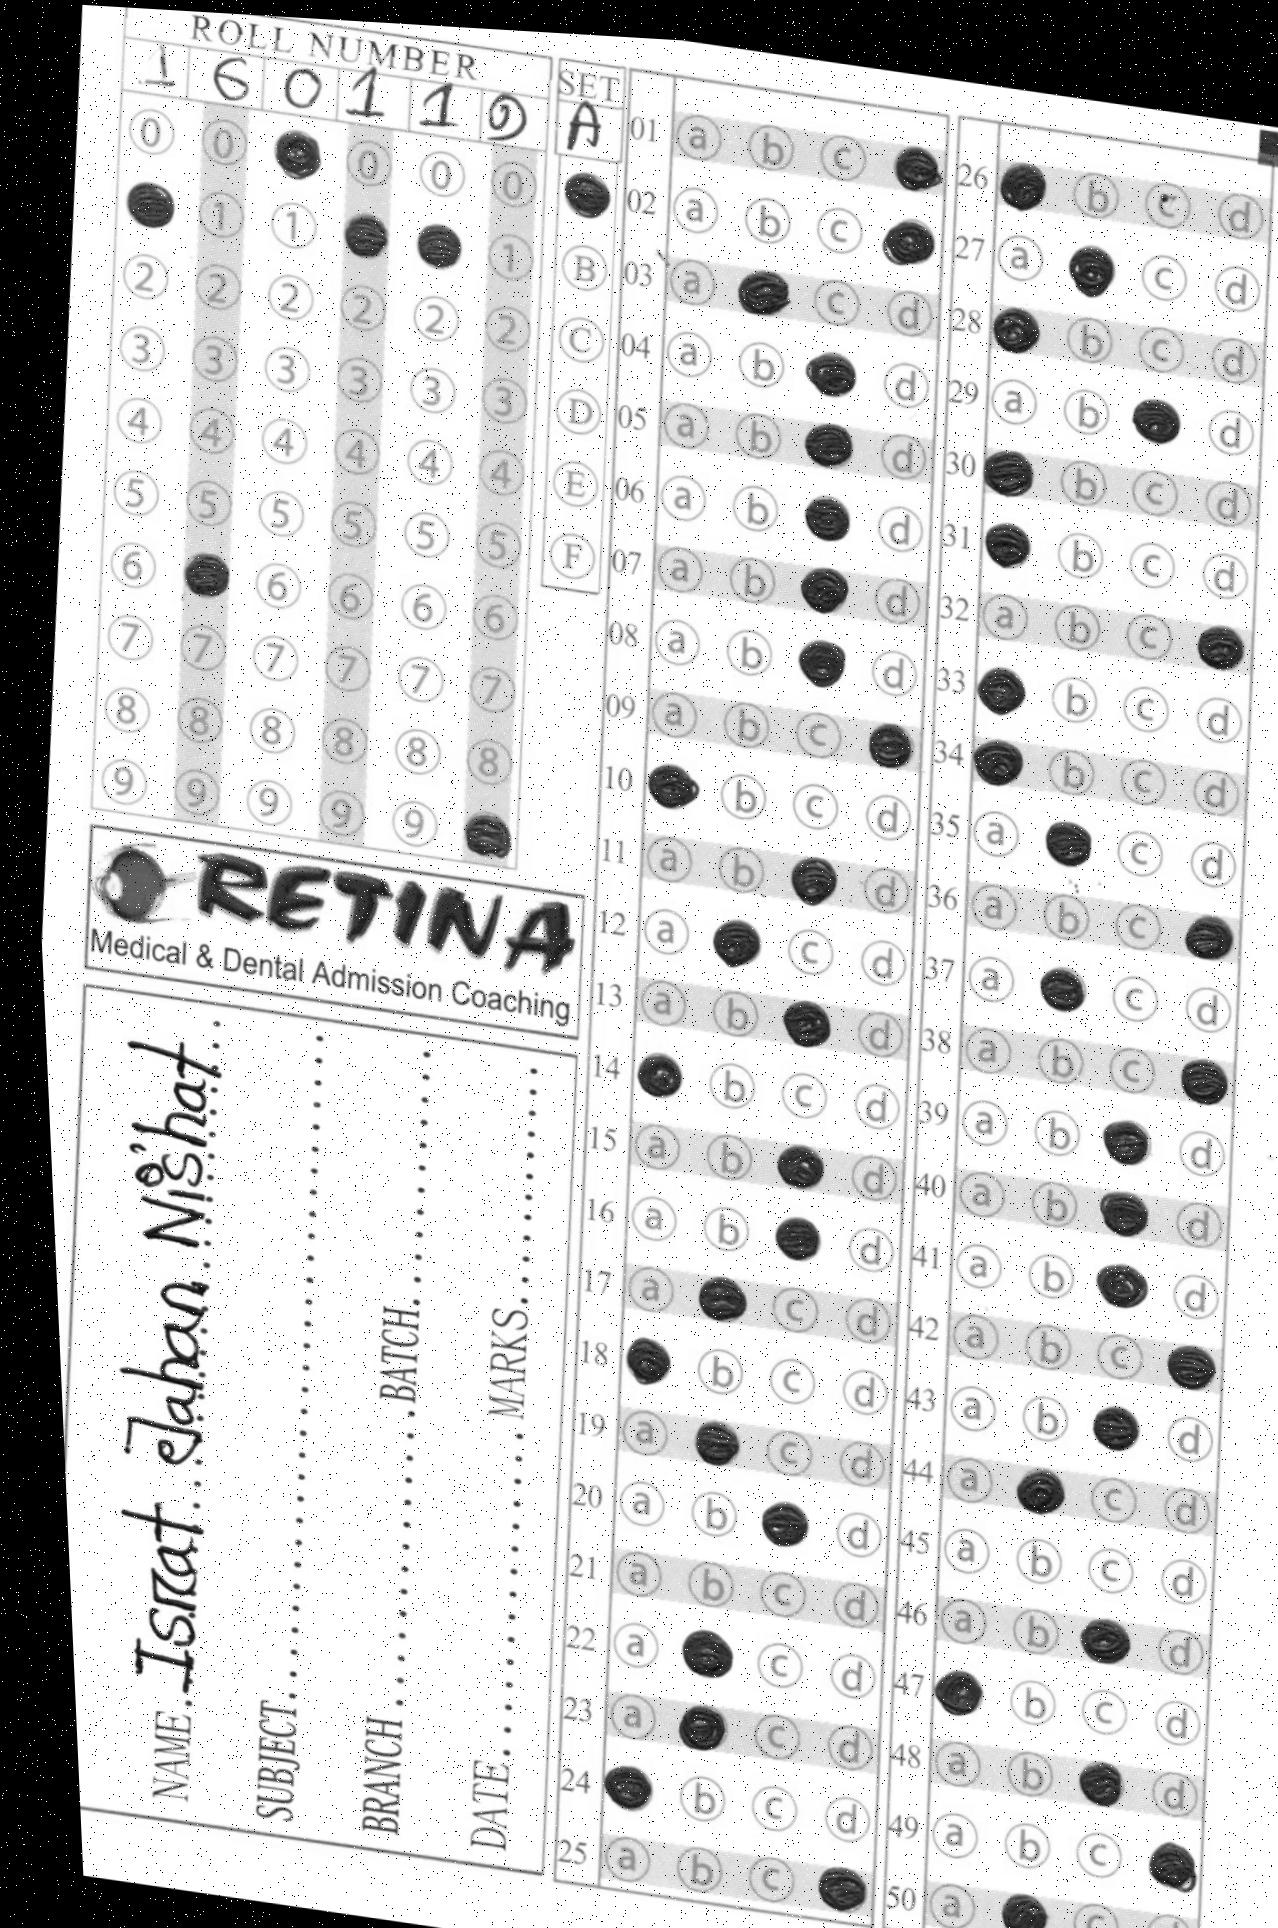 ROLL NUMBER
1 6 0 1 1 9
0 0 0 0 0
1 1 1
2 2 2 2 2 2
3 3 3 3 3 3
4 4 4 4 4 4
5 5 5 5 5 5
6 6 6 6 6
7 7 7 7 7 7
8 8 8 8 8 8
9 9 9 9 9
SET
A
B
C
D
E
F
RETINA
Medical & Dental Admission Coaching
NAME Israt Jahan Nishat
SUBJECT
BRANCH BATCH
DATE MARKS
01 a b c
02 a b c
03 a c d
04 a b d
05 a b d
06 a b d
07 a b d
08 a b d
09 a b c
10 b c d
11 a b d
12 a c d
13 a b d
14 b c d
15 a b d
16 a b d
17 a c d
18 b c d
19 a c d
20 a b d
21 a b c d
22 a c d
23 a c d
24 b c d
25 a b c
26 b c d
27 a c d
28 b c d
29 a b d
30 b c d
31 b c d
32 a b c
33 b c d
34 b c d
35 a c d
36 a b c
37 a c d
38 a b c
39 a b d
40 a b d
41 a b d
42 a b c
43 a b d
44 a c d
45 a b c d
46 a b d
47 b c d
48 a b d
49 a b c
50 a c